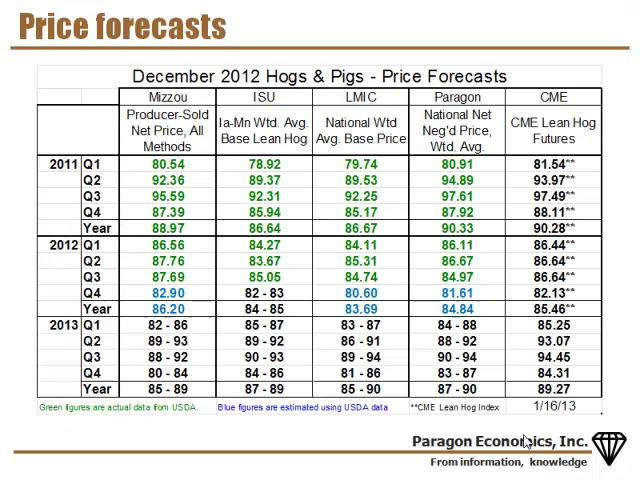 Price forecasts
December 2012 Hogs & Pigs - Price Forecasts
Mizzou ISU LMIC Paragon CME
Producer-Sold Net Price, All Methods Ia-Mn Wtd. Avg. Base Lean Hog National Wtd Avg. Base Price National Net Neg'd Price, Wtd. Avg. CME Lean Hog Futures
2011 Q1 80.54 78.92 79.74 80.91 81.54**
Q2 92.36 89.37 89.53 94.89 93.97**
Q3 95.59 92.31 92.25 97.61 97.49**
Q4 87.39 85.94 85.17 87.92 88.11**
Year 88.97 86.64 86.67 90.33 90.28**
2012 Q1 86.56 84.27 84.11 86.11 86.44**
Q2 87.76 83.67 85.31 86.67 86.64**
Q3 87.69 85.05 84.74 84.97 86.64**
Q4 82.90 82 - 83 80.60 81.61 82.13**
Year 86.20 84 - 85 83.69 84.84 85.46**
2013 Q1 82 - 86 85 - 87 83 - 87 84 - 88 85.25
Q2 89 - 93 89 - 92 86 - 91 88 - 92 93.07
Q3 88 - 92 90 - 93 89 - 94 90 - 94 94.45
Q4 80 - 84 84 - 86 81 - 86 83 - 87 84.31
Year 85 - 89 87 - 89 85 - 90 87 - 90 89.27
Green figures are actual data from USDA. Blue figures are estimated using USDA data **CME Lean Hog Index 1/16/13
Paragon Economics, Inc.
From information, knowledge